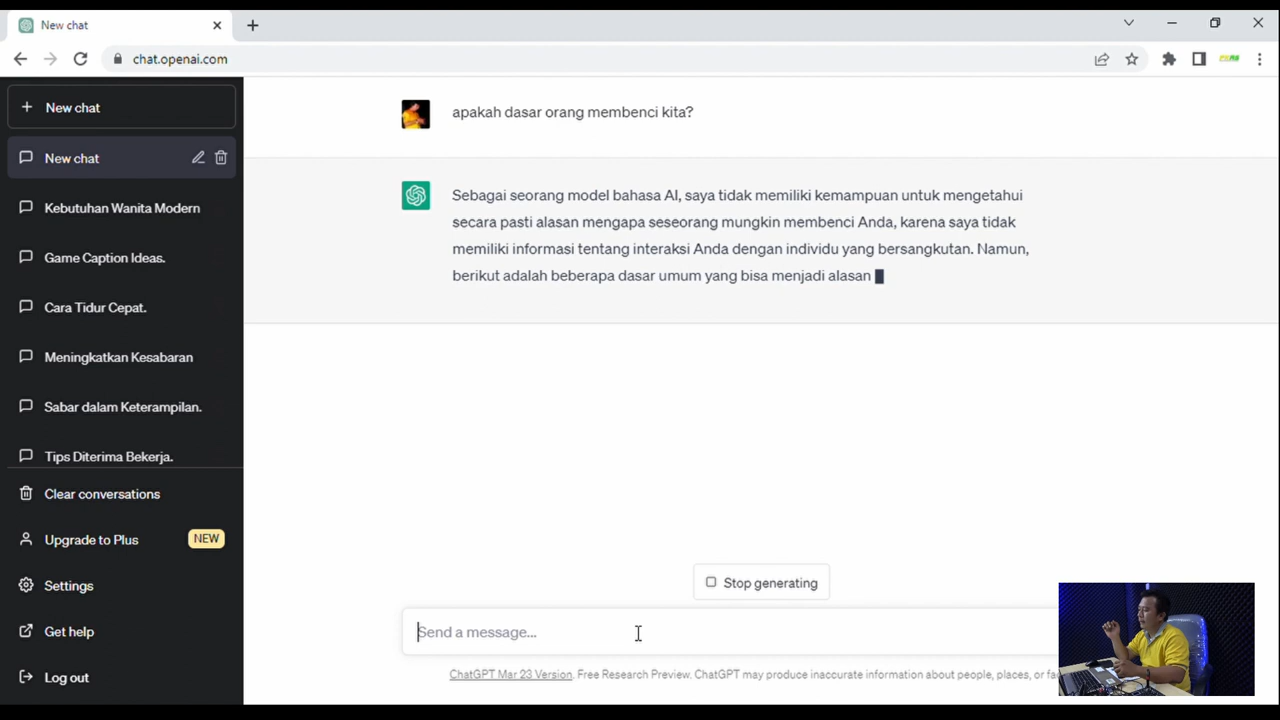 New chat
chat.openai.com
New chat
New chat
Kebutuhan Wanita Modern
Game Caption Ideas.
Cara Tidur Cepat.
Meningkatkan Kesabaran
Sabar dalam Keterampilan.
Tips Diterima Bekerja.
Clear conversations
Upgrade to Plus NEW
Settings
Get help
Log out
apakah dasar orang membenci kita?
Sebagai seorang model bahasa AI, saya tidak memiliki kemampuan untuk mengetahui
secara pasti alasan mengapa seseorang mungkin membenci Anda, karena saya tidak
memiliki informasi tentang interaksi Anda dengan individu yang bersangkutan. Namun,
berikut adalah beberapa dasar umum yang bisa menjadi alasan
Stop generating
Send a message...
ChatGPT Mar 23 Version. Free Research Preview. ChatGPT may produce inaccurate information about people, places, or fa